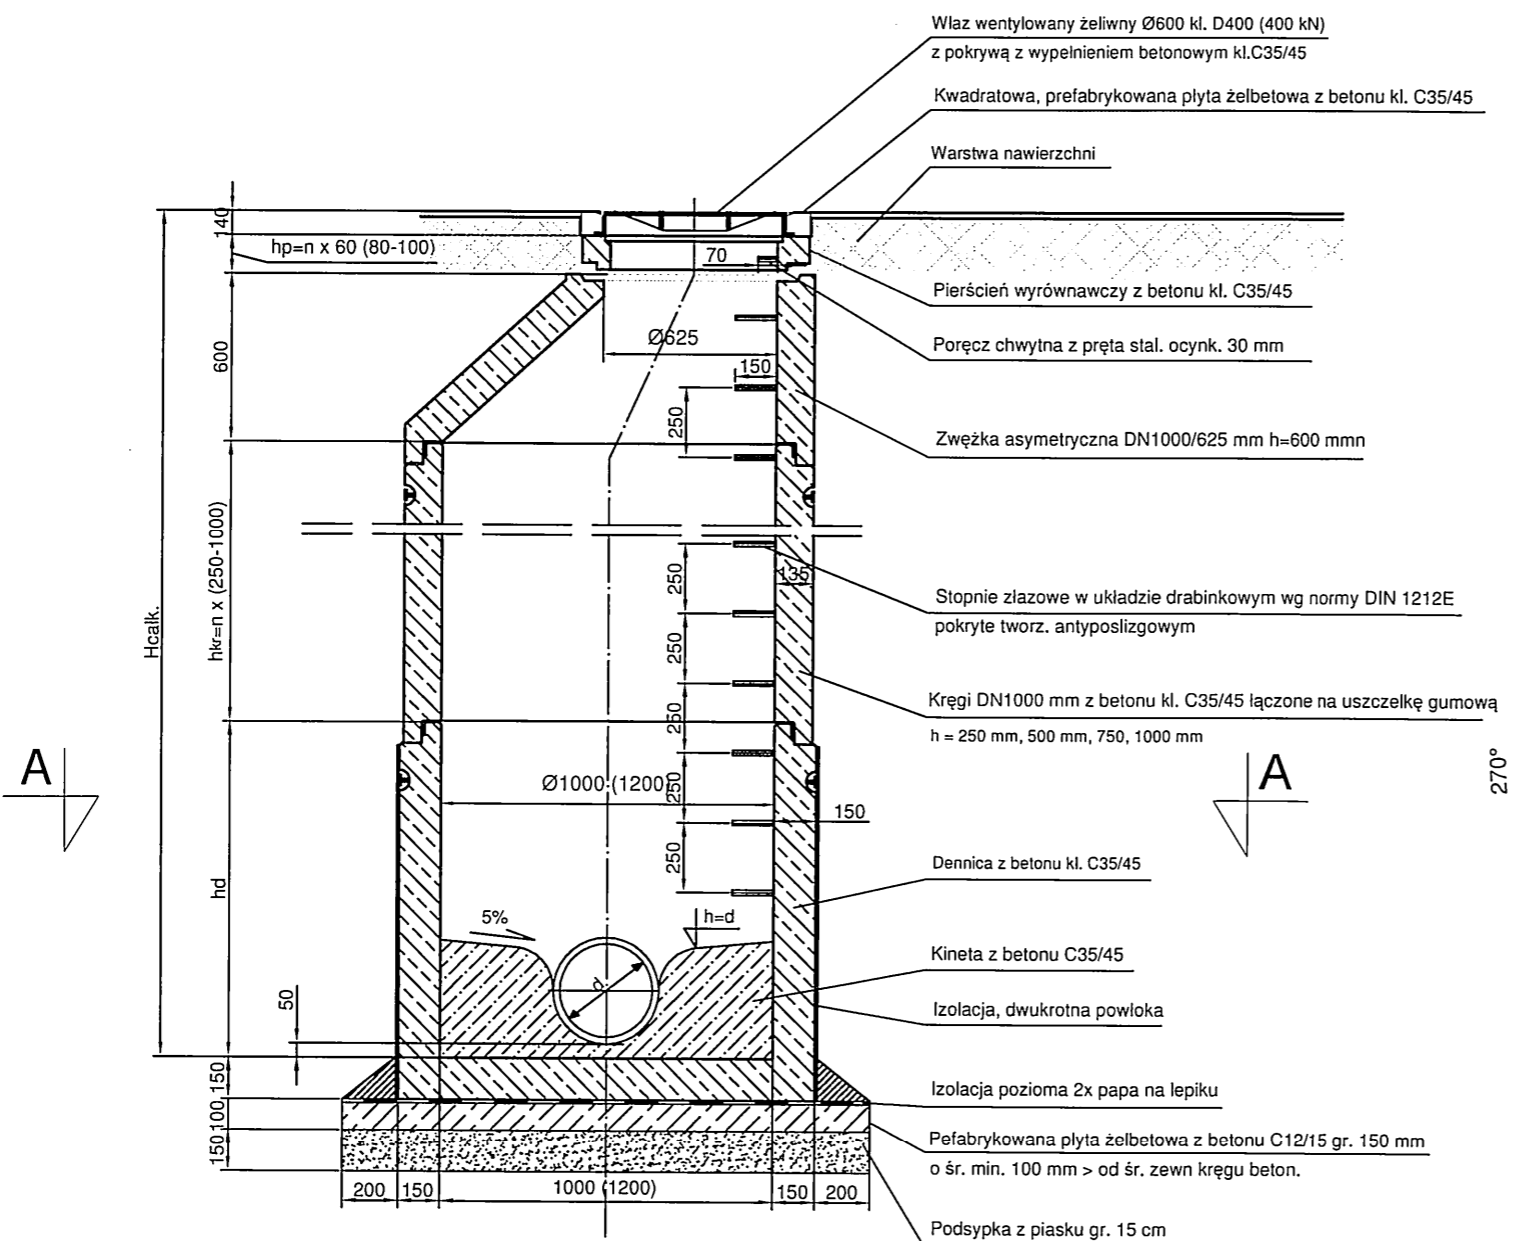 Właz wentylowany żeliwny Ø600 kl. D400 (400 kN)
z pokrywą z wypełnieniem betonowym kl.C35/45
Kwadratowa, prefabrykowana płyta żelbetowa z betonu kl. C35/45
Warstwa nawierzchni
140
hp=n x 60 (80-100)
70
Pierścień wyrównawczy z betonu kl. C35/45
Ø625
Poręcz chwytna z pręta stal. ocynk. 30 mm
600
150
250
Zwężka asymetryczna DN1000/625 mm h=600 mmn
hkr=n x (250-1000)
250
135
Stopnie złazowe w układzie drabinkowym wg normy DIN 1212E
pokryte tworz. antyposlizgowym
Hcałk.
250
250
Kręgi DN1000 mm z betonu kl. C35/45 łączone na uszczelkę gumową
h = 250 mm, 500 mm, 750, 1000 mm
A
A
270°
Ø1000 (1200)
250
150
250
Dennica z betonu kl. C35/45
hd
5%
h=d
Kineta z betonu C35/45
d
50
Izolacja, dwukrotna powłoka
150
Izolacja pozioma 2x papa na lepiku
100
Pefabrykowana płyta żelbetowa z betonu C12/15 gr. 150 mm
o śr. min. 100 mm > od śr. zewn kręgu beton.
150
200
150
1000 (1200)
150
200
Podsypka z piasku gr. 15 cm